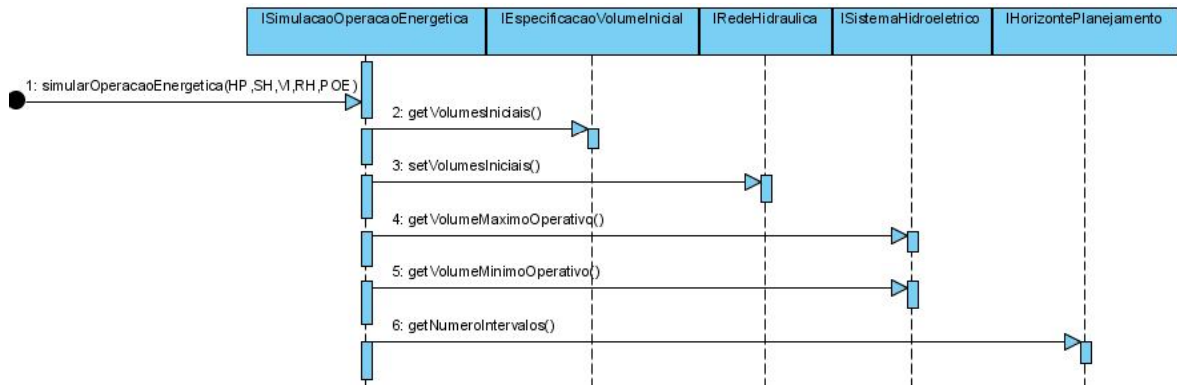 ISimulacaoOperacaoEnergetica
IEspecificacaoVolumeInicial
IRedeHidraulica
ISistemaHidroeletrico
IHorizontePlanejamento
1: simularOperacaoEnergetica(HP,SH,VI,RH,POE)
2: getVolumesIniciais()
3: setVolumesIniciais()
4: getVolumeMaximoOperativo()
5: getVolumeMinimoOperativo()
6: getNumeroIntervalos()